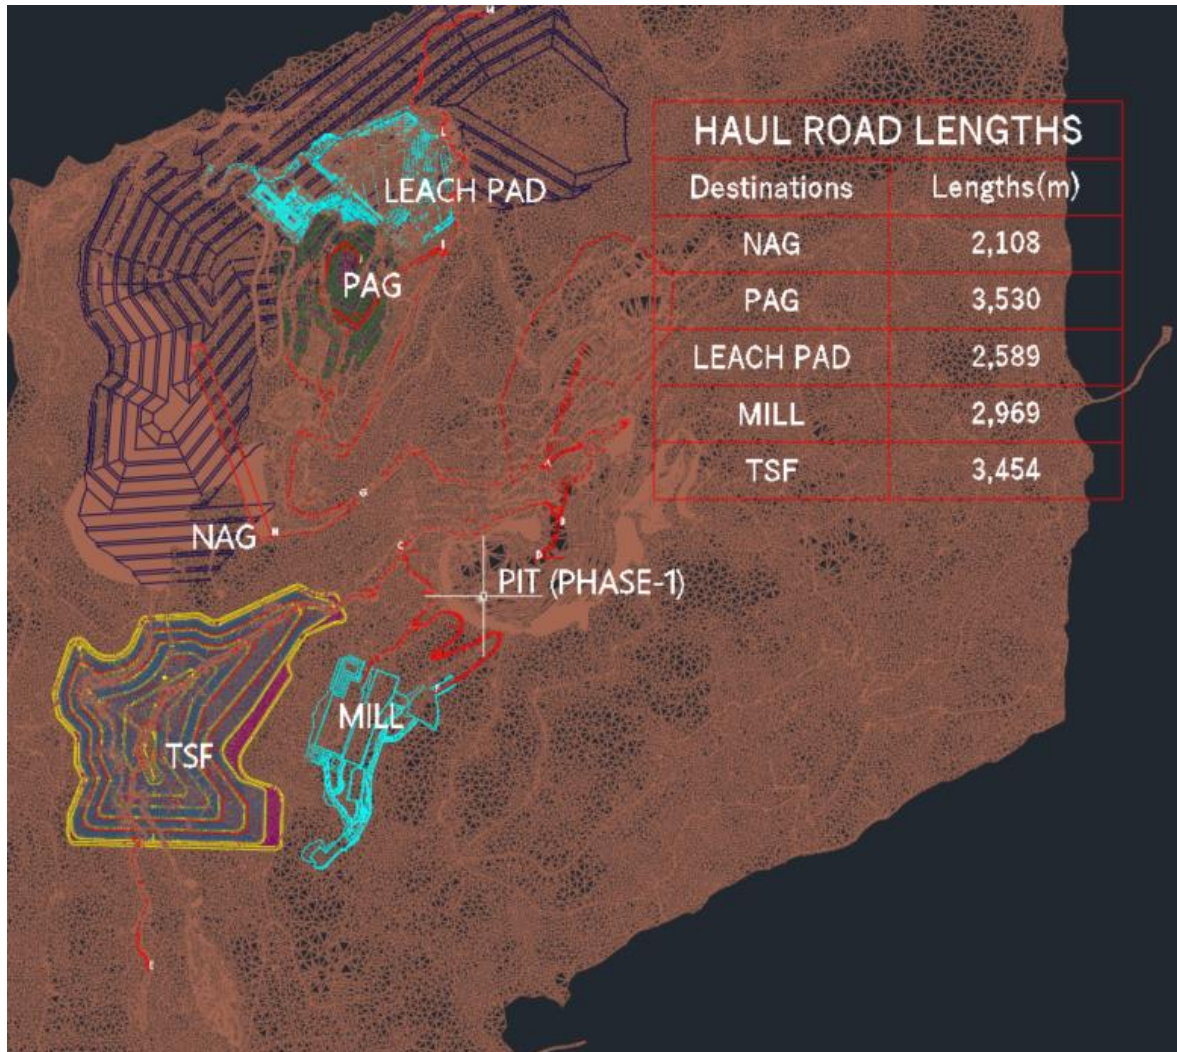 M
HAUL ROAD LENGTHS
Destinations Lengths(m)
NAG 2,108
PAG 3,530
LEACH PAD 2,589
MILL 2,969
TSF 3,454
L
LEACH PAD
PAG
A
G
NAG
H
B
C
D
PIT (PHASE-1)
F
MILL
TSF
E